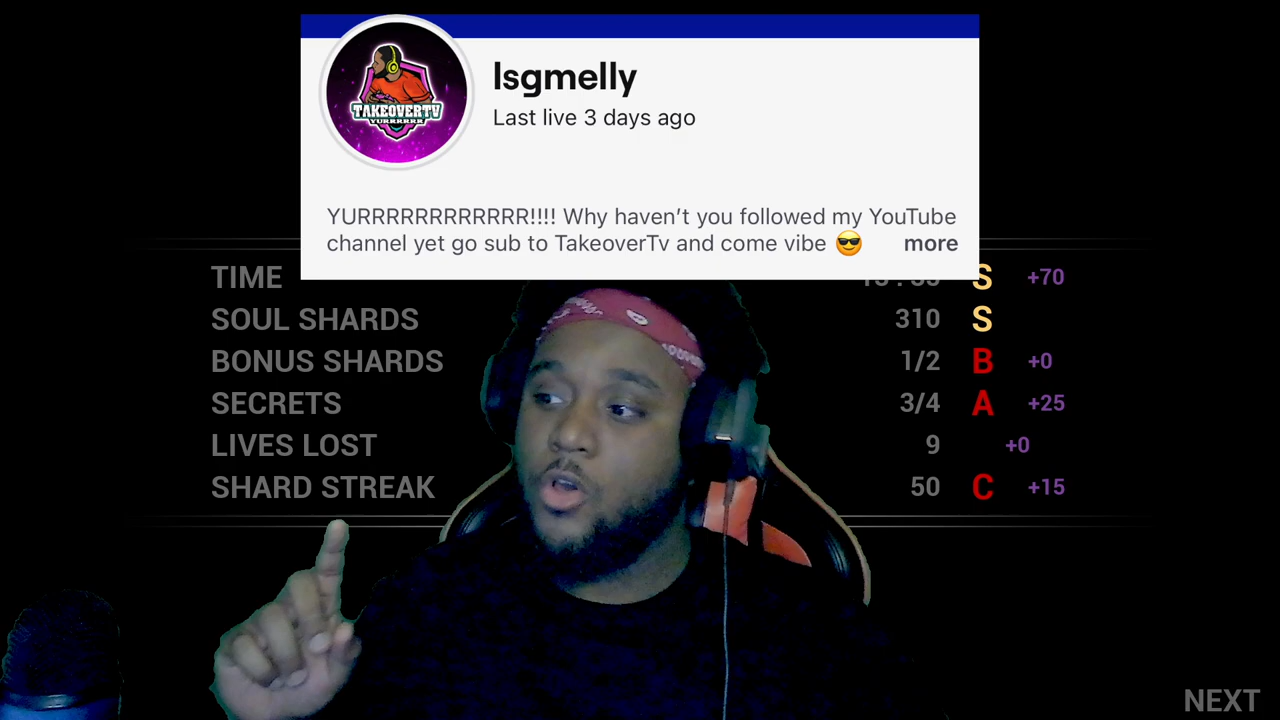 TAKEOVERTV
YURRRRRR
lsgmelly
Last live 3 days ago
YURRRRRRRRRRRR!!!! Why haven't you followed my YouTube
channel yet go sub to TakeoverTv and come vibe 😎 more
TIME S +70
SOUL SHARDS 310 S
BONUS SHARDS 1/2 B +0
SECRETS 3/4 A +25
LIVES LOST 9 +0
SHARD STREAK 50 C +15
NEXT